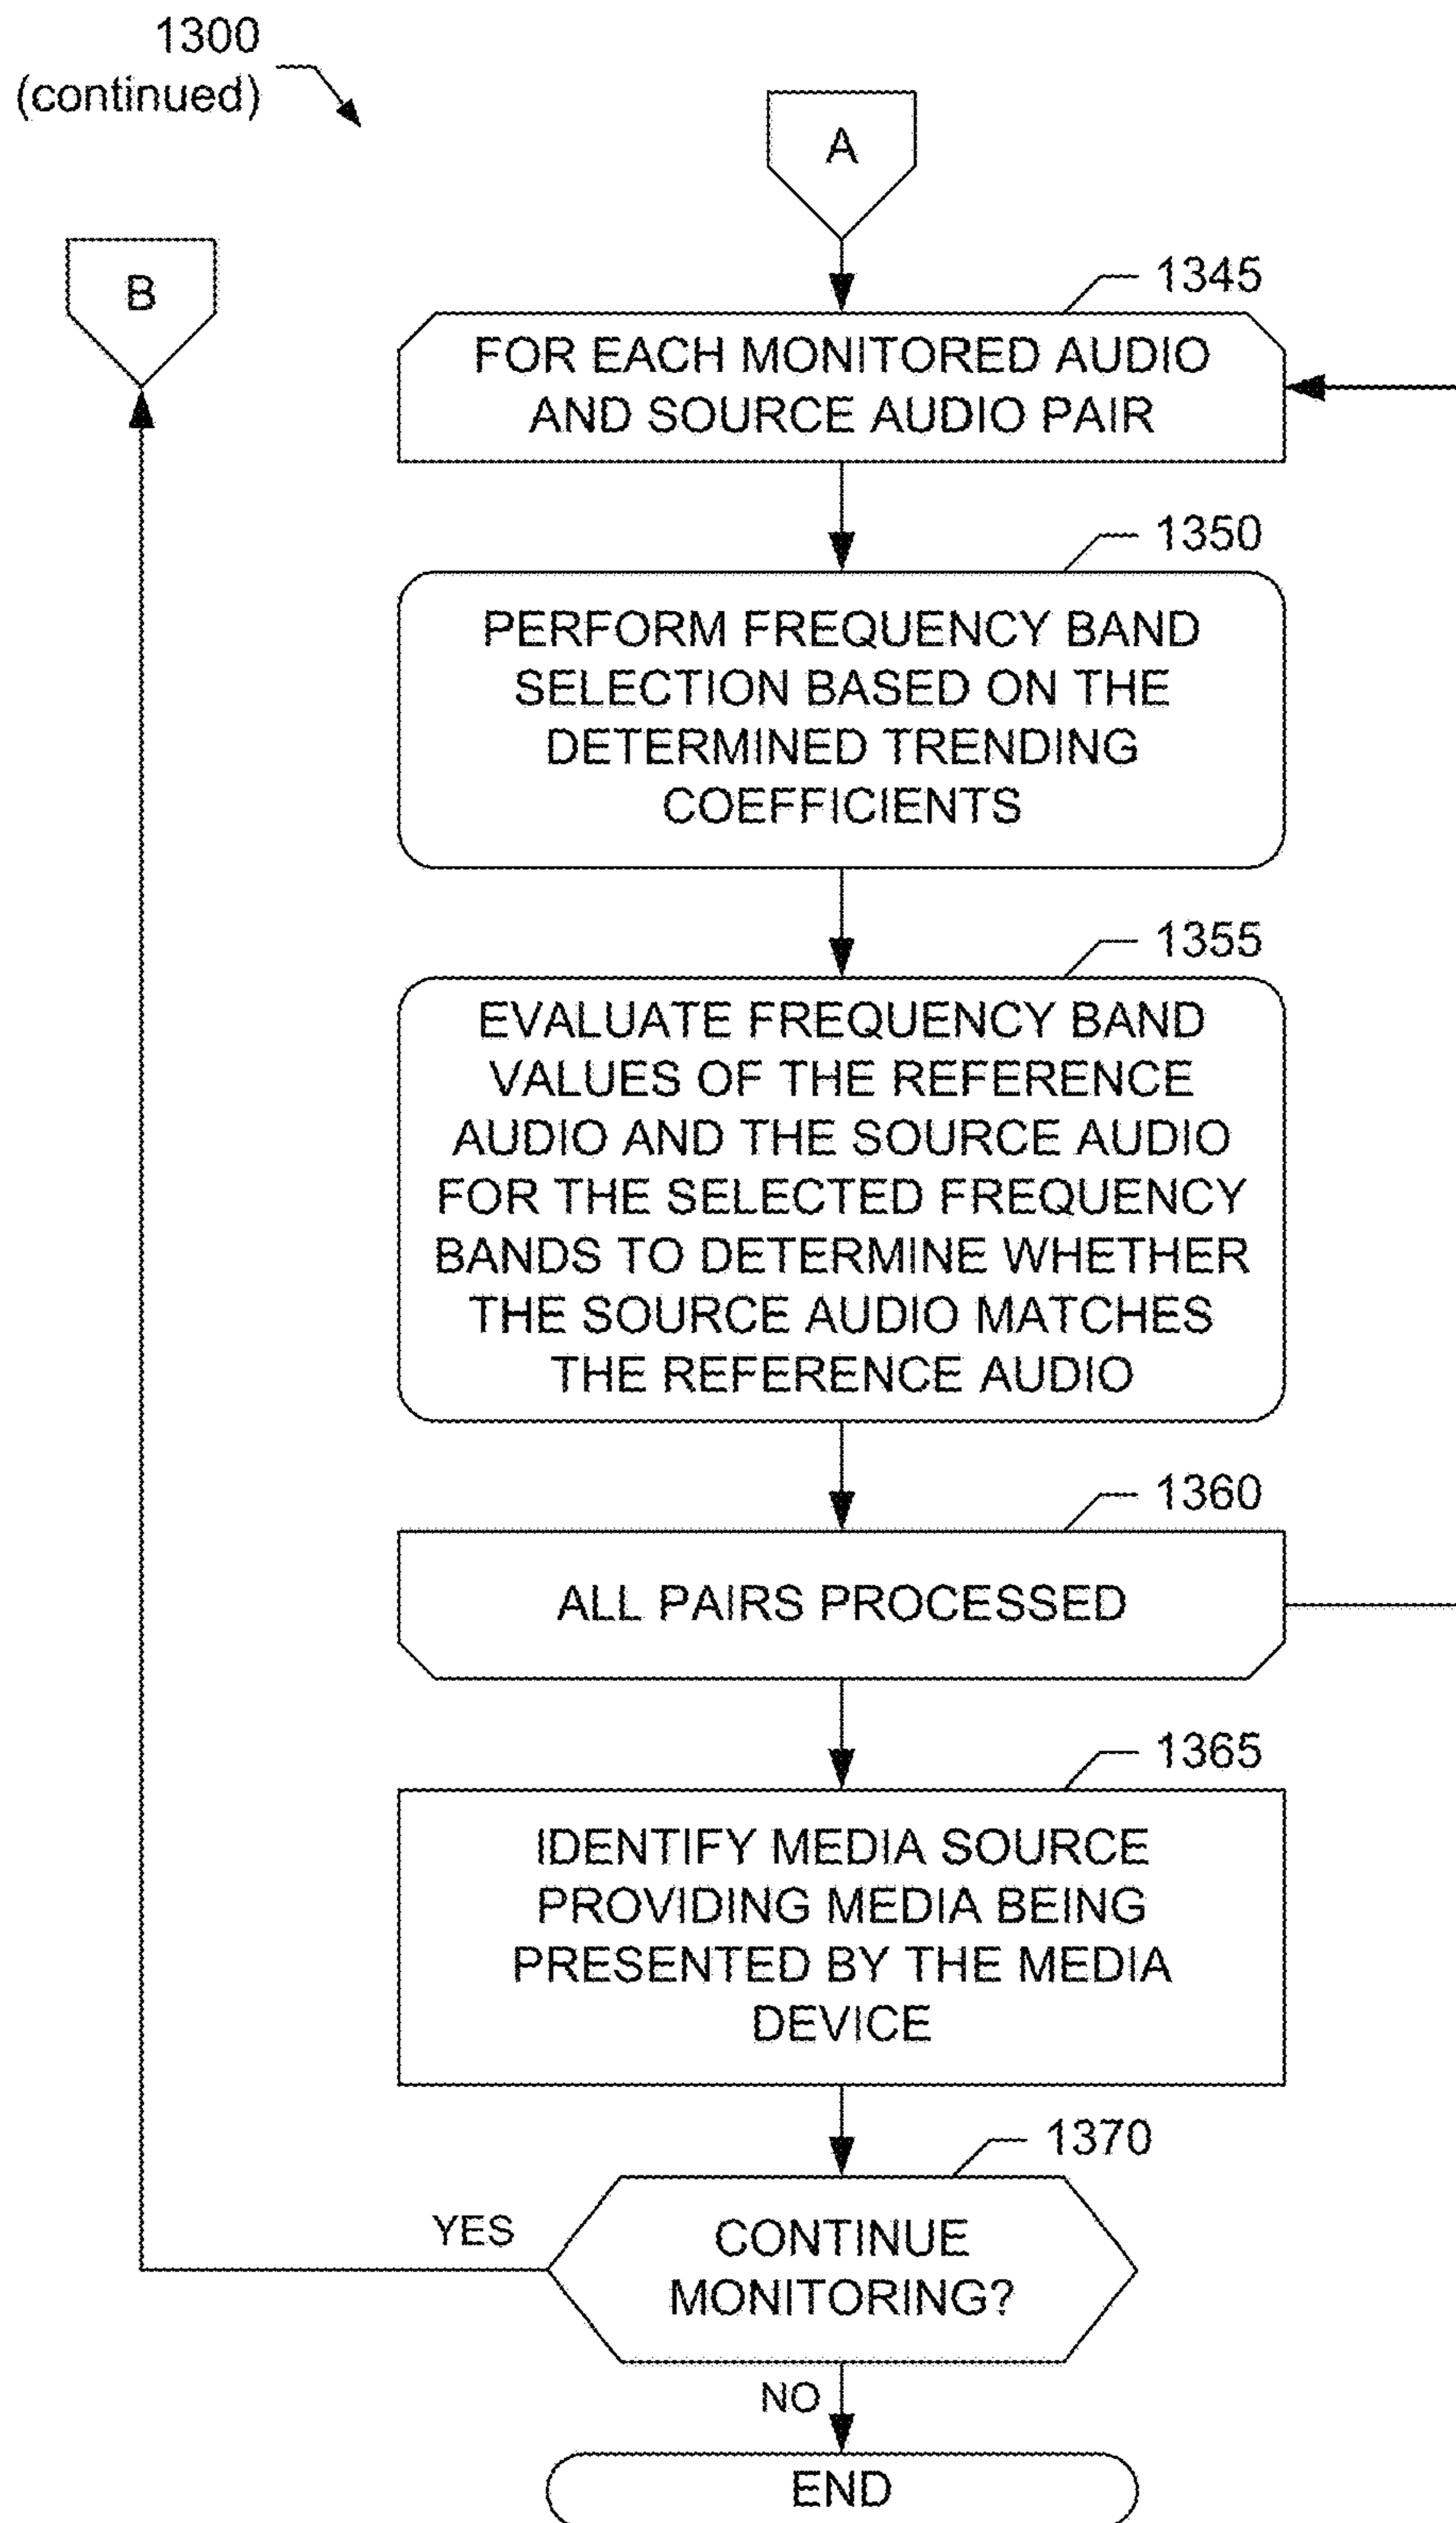 1300
(continued)
A
B
1345
FOR EACH MONITORED AUDIO
AND SOURCE AUDIO PAIR
1350
PERFORM FREQUENCY BAND
SELECTION BASED ON THE
DETERMINED TRENDING
COEFFICIENTS
1355
EVALUATE FREQUENCY BAND
VALUES OF THE REFERENCE
AUDIO AND THE SOURCE AUDIO
FOR THE SELECTED FREQUENCY
BANDS TO DETERMINE WHETHER
THE SOURCE AUDIO MATCHES
THE REFERENCE AUDIO
1360
ALL PAIRS PROCESSED
1365
IDENTIFY MEDIA SOURCE
PROVIDING MEDIA BEING
PRESENTED BY THE MEDIA
DEVICE
1370
YES
CONTINUE
MONITORING?
NO
END